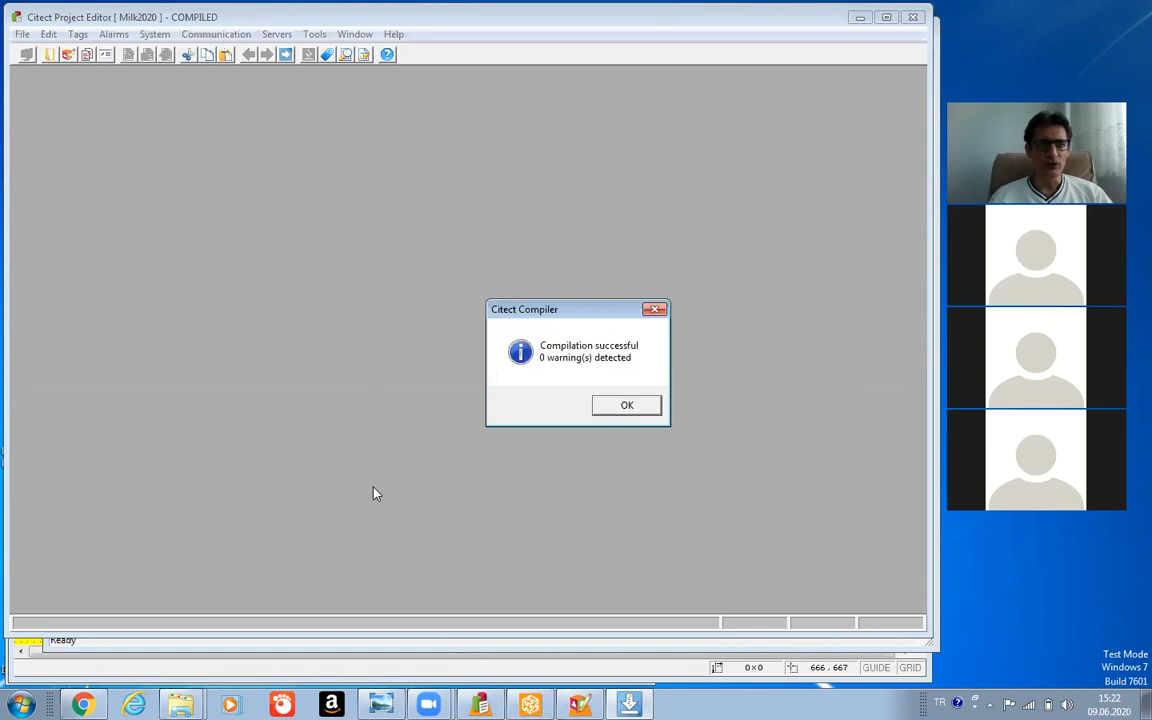 Citect Project Editor [ Milk2020 ] - COMPILED
File Edit Tags Alarms System Communication Servers Tools Window Help
Citect Compiler
Compilation successful
0 warning(s) detected
OK
Ready
0×0 666 , 667 GUIDE GRID
Test Mode
Windows 7
Build 7601
TR 15:22
09.06.2020